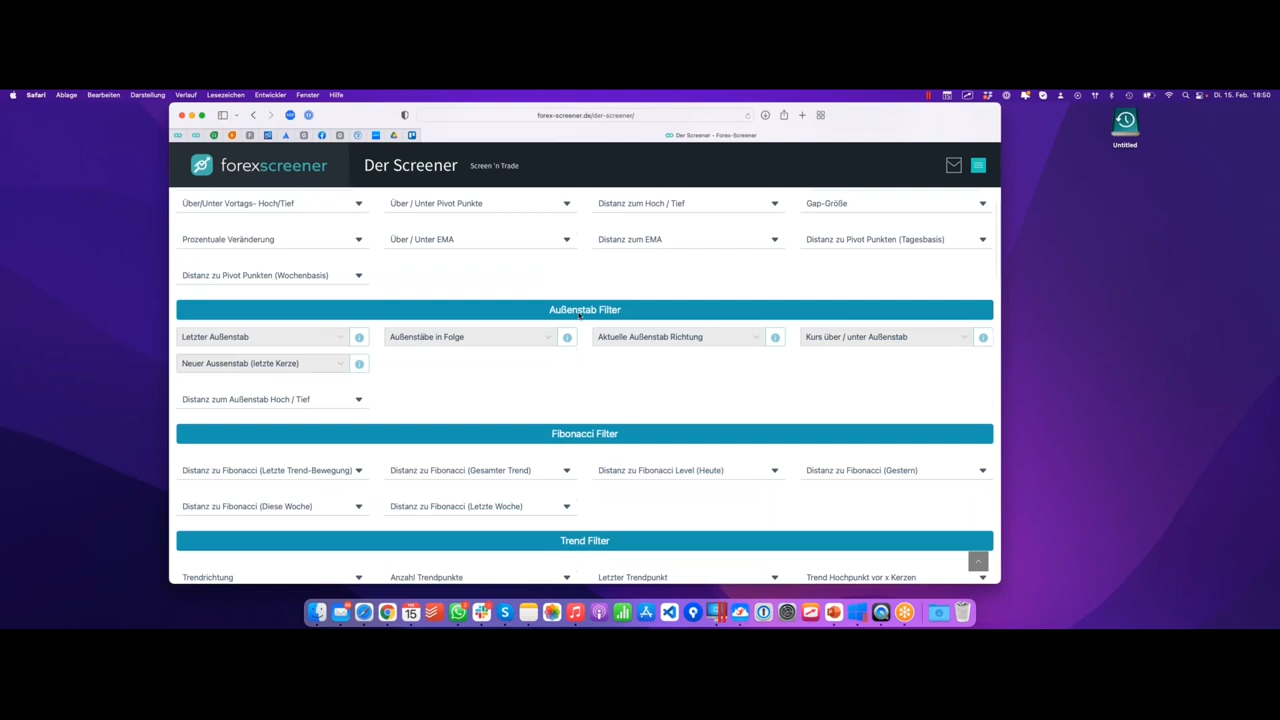 Safari Ablage Bearbeiten Darstellung Verlauf Lesezeichen Entwickler Fenster Hilfe Di. 15. Feb. 18:50
forex-screener.de/der-screener/
Der Screener - Forex-Screener
Untitled
forexscreener Der Screener Screen 'n Trade
Über/Unter Vortags- Hoch/Tief Über / Unter Pivot Punkte Distanz zum Hoch / Tief Gap-Größe
Prozentuale Veränderung Über / Unter EMA Distanz zum EMA Distanz zu Pivot Punkten (Tagesbasis)
Distanz zu Pivot Punkten (Wochenbasis)
Außenstab Filter
Letzter Außenstab Außenstäbe in Folge Aktuelle Außenstab Richtung Kurs über / unter Außenstab
Neuer Aussenstab (letzte Kerze)
Distanz zum Außenstab Hoch / Tief
Fibonacci Filter
Distanz zu Fibonacci (Letzte Trend-Bewegung) Distanz zu Fibonacci (Gesamter Trend) Distanz zu Fibonacci Level (Heute) Distanz zu Fibonacci (Gestern)
Distanz zu Fibonacci (Diese Woche) Distanz zu Fibonacci (Letzte Woche)
Trend Filter
Trendrichtung Anzahl Trendpunkte Letzter Trendpunkt Trend Hochpunkt vor x Kerzen
15